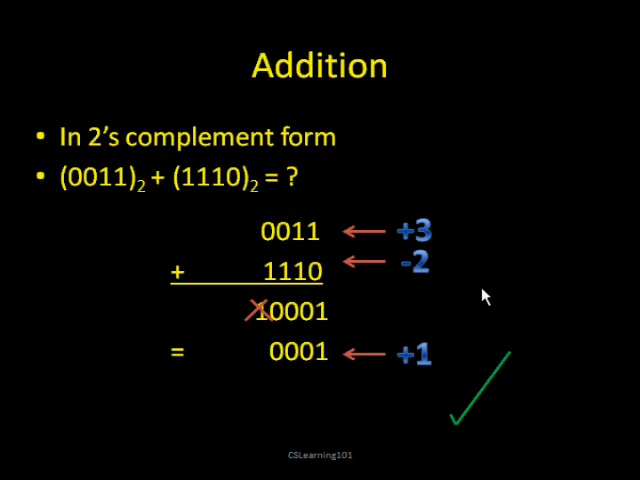 Addition
• In 2's complement form
• (0011)₂ + (1110)₂ = ?
0011 +3
+ 1110 -2
10001
= 0001 +1
CSLearning101